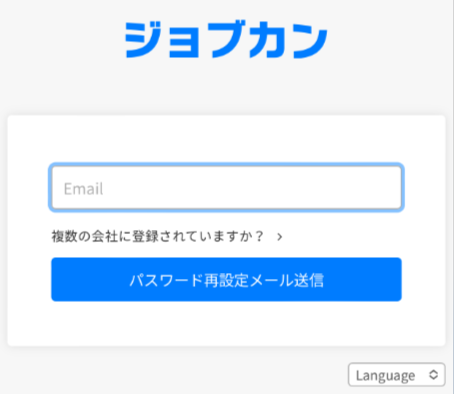 ジョブカン
Email
複数の会社に登録されていますか？ >
パスワード再設定メール送信
Language